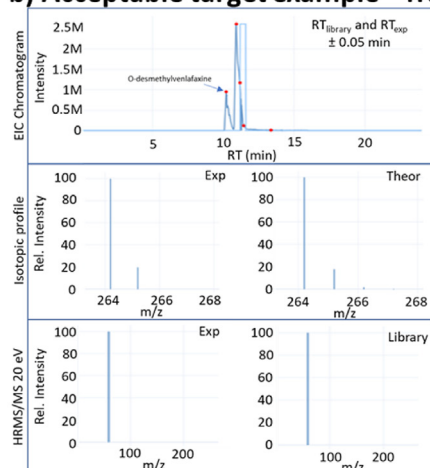 EIC Chromatogram
Intensity
2.5M
2M
1.5M
1M
0.5M
0
O-desmethylvenlafaxine
RTlibrary and RTexp
± 0.05 min
5 10 15 20
RT (min)
Isotopic profile
Rel. Intensity
Exp
100
80
60
40
20
0
264 266 268
m/z
Theor
100
80
60
40
20
0
264 266 268
m/z
HRMS/MS 20 eV
Rel. Intensity
Exp
100
80
60
40
20
0
100 200
m/z
Library
100
80
60
40
20
0
100 200
m/z